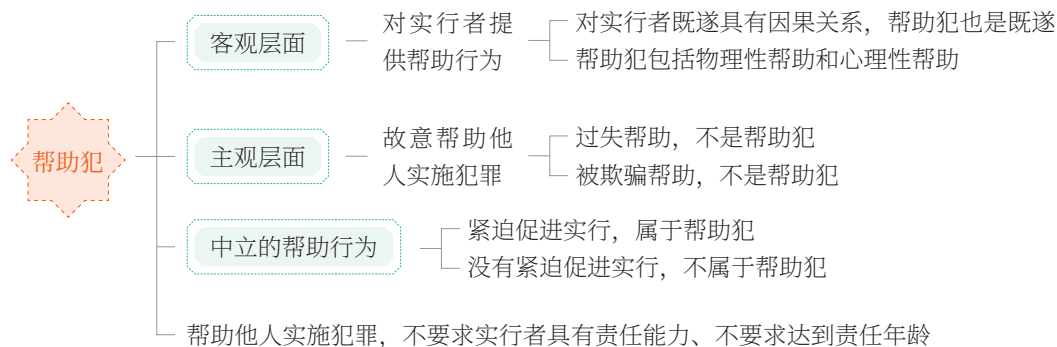 帮助犯
客观层面
对实行者提
供帮助行为
对实行者既遂具有因果关系，帮助犯也是既遂
帮助犯包括物理性帮助和心理性帮助
主观层面
故意帮助他
人实施犯罪
过失帮助，不是帮助犯
被欺骗帮助，不是帮助犯
中立的帮助行为
紧迫促进实行，属于帮助犯
没有紧迫促进实行，不属于帮助犯
帮助他人实施犯罪，不要求实行者具有责任能力、不要求达到责任年龄